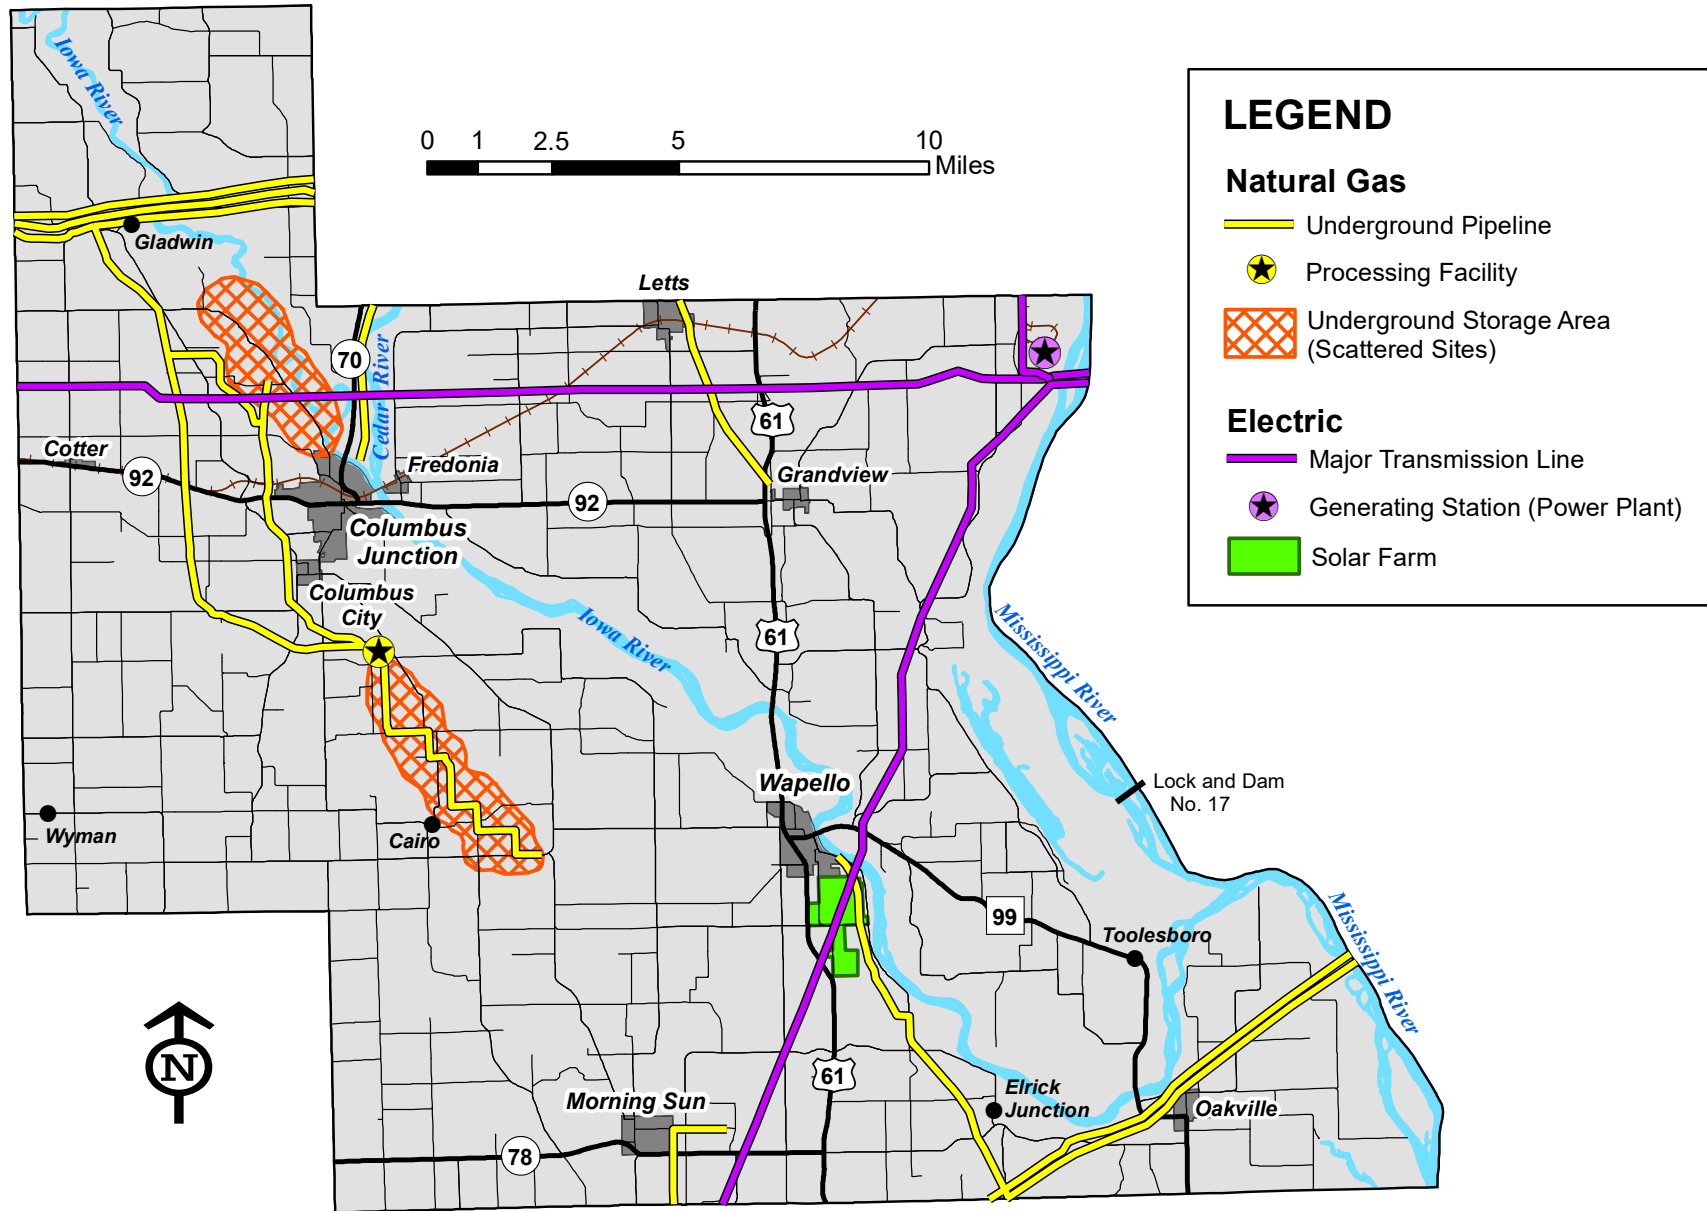 Iowa River
0 1 2.5 5 10
Miles
LEGEND
Natural Gas
Underground Pipeline
Processing Facility
Underground Storage Area
(Scattered Sites)
Electric
Major Transmission Line
Generating Station (Power Plant)
Solar Farm
Gladwin
Letts
70
Cedar River
61
Cotter
92
Fredonia
Grandview
92
Columbus
Junction
Columbus
City
Iowa River
61
Mississippi River
Wapello
Lock and Dam
No. 17
Wyman
Cairo
99
Toolesboro
Mississippi River
N
61
Morning Sun
Elrick
Junction
Oakville
78